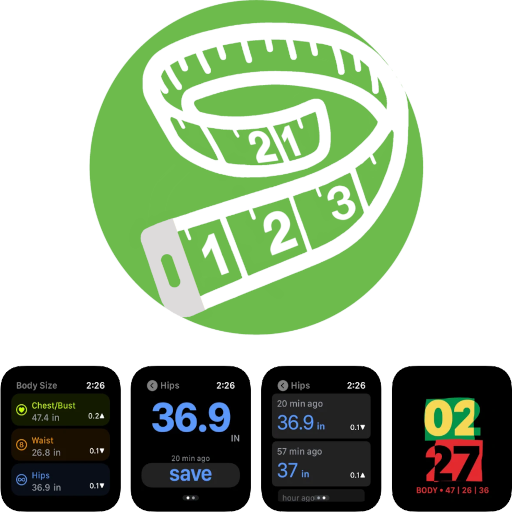 21
1 2 3
Body Size 2:26
Chest/Bust
47.4 in 0.2▲
Waist
26.8 in 0.1▼
Hips
36.9 in 0.1▼
Hips 2:26
36.9
IN
20 min ago
save
Hips 2:26
20 min ago
36.9 in 0.1▼
57 min ago
37 in 0.1▲
hour ago
02
27
BODY • 47 | 26 | 36